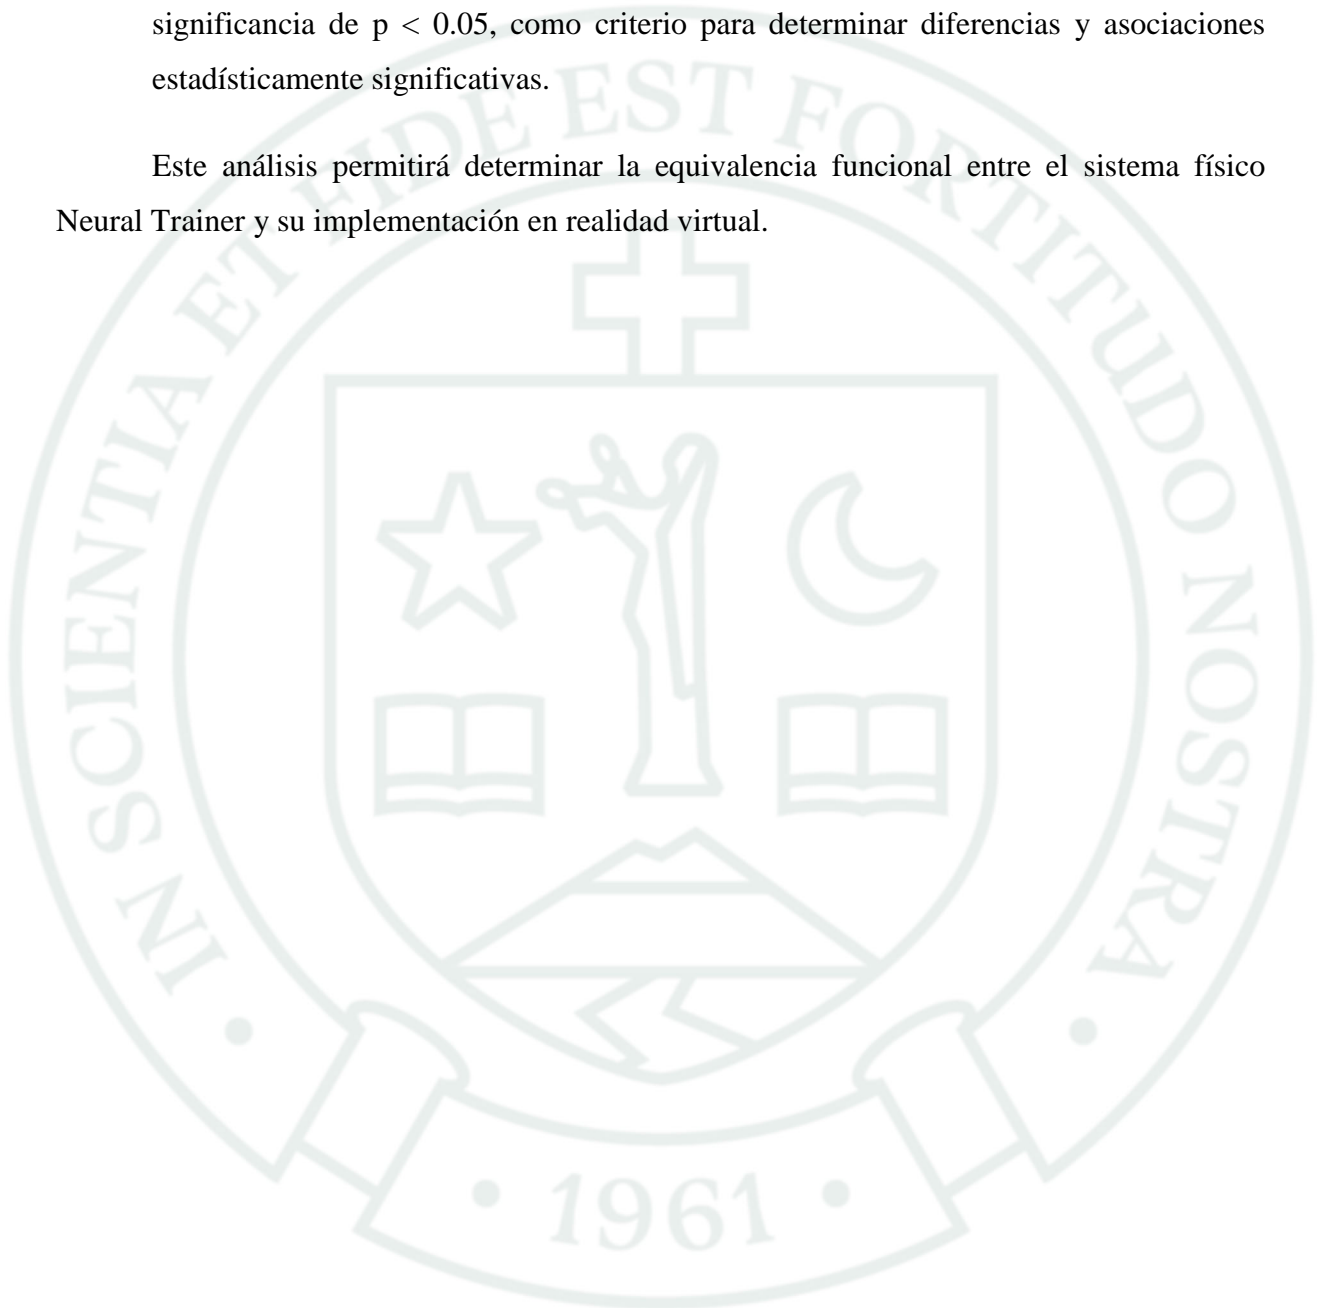 significancia de p < 0.05, como criterio para determinar diferencias y asociaciones
estadísticamente significativas.
Este análisis permitirá determinar la equivalencia funcional entre el sistema físico
Neural Trainer y su implementación en realidad virtual.
IN SCIENTIA ET FIDE EST FORTITUDO NOSTRA
• 1961 •